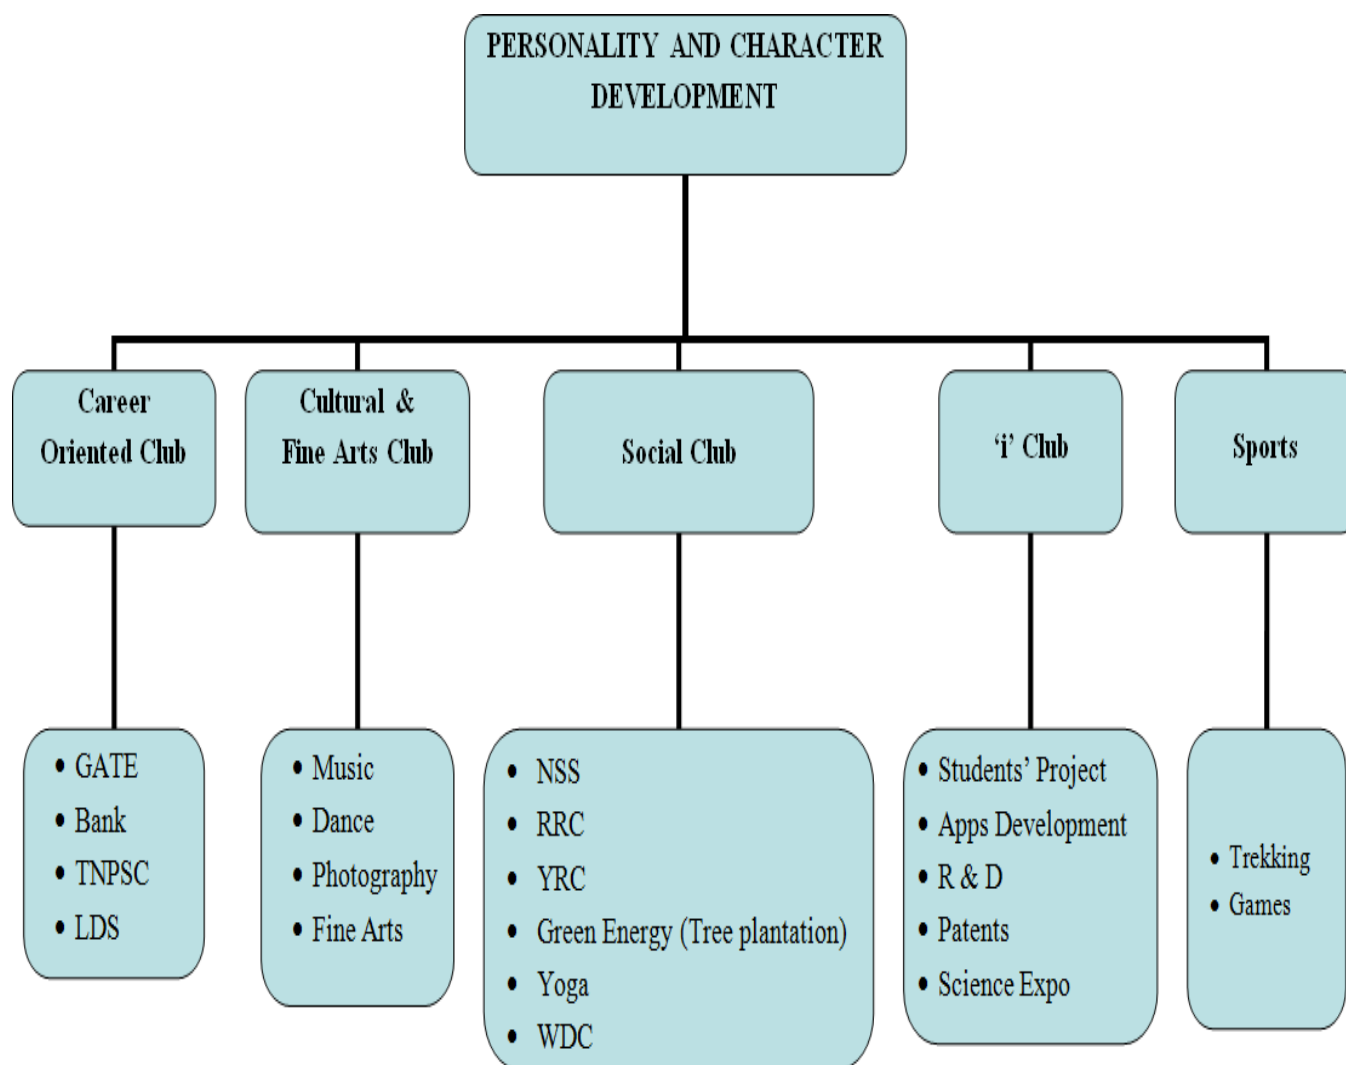 PERSONALITY AND CHARACTER
DEVELOPMENT
Career
Oriented Club
Cultural &
Fine Arts Club
Social Club
‘i’ Club
Sports
• GATE
• Bank
• TNPSC
• LDS
• Music
• Dance
• Photography
• Fine Arts
• NSS
• RRC
• YRC
• Green Energy (Tree plantation)
• Yoga
• WDC
• Students’ Project
• Apps Development
• R & D
• Patents
• Science Expo
• Trekking
• Games